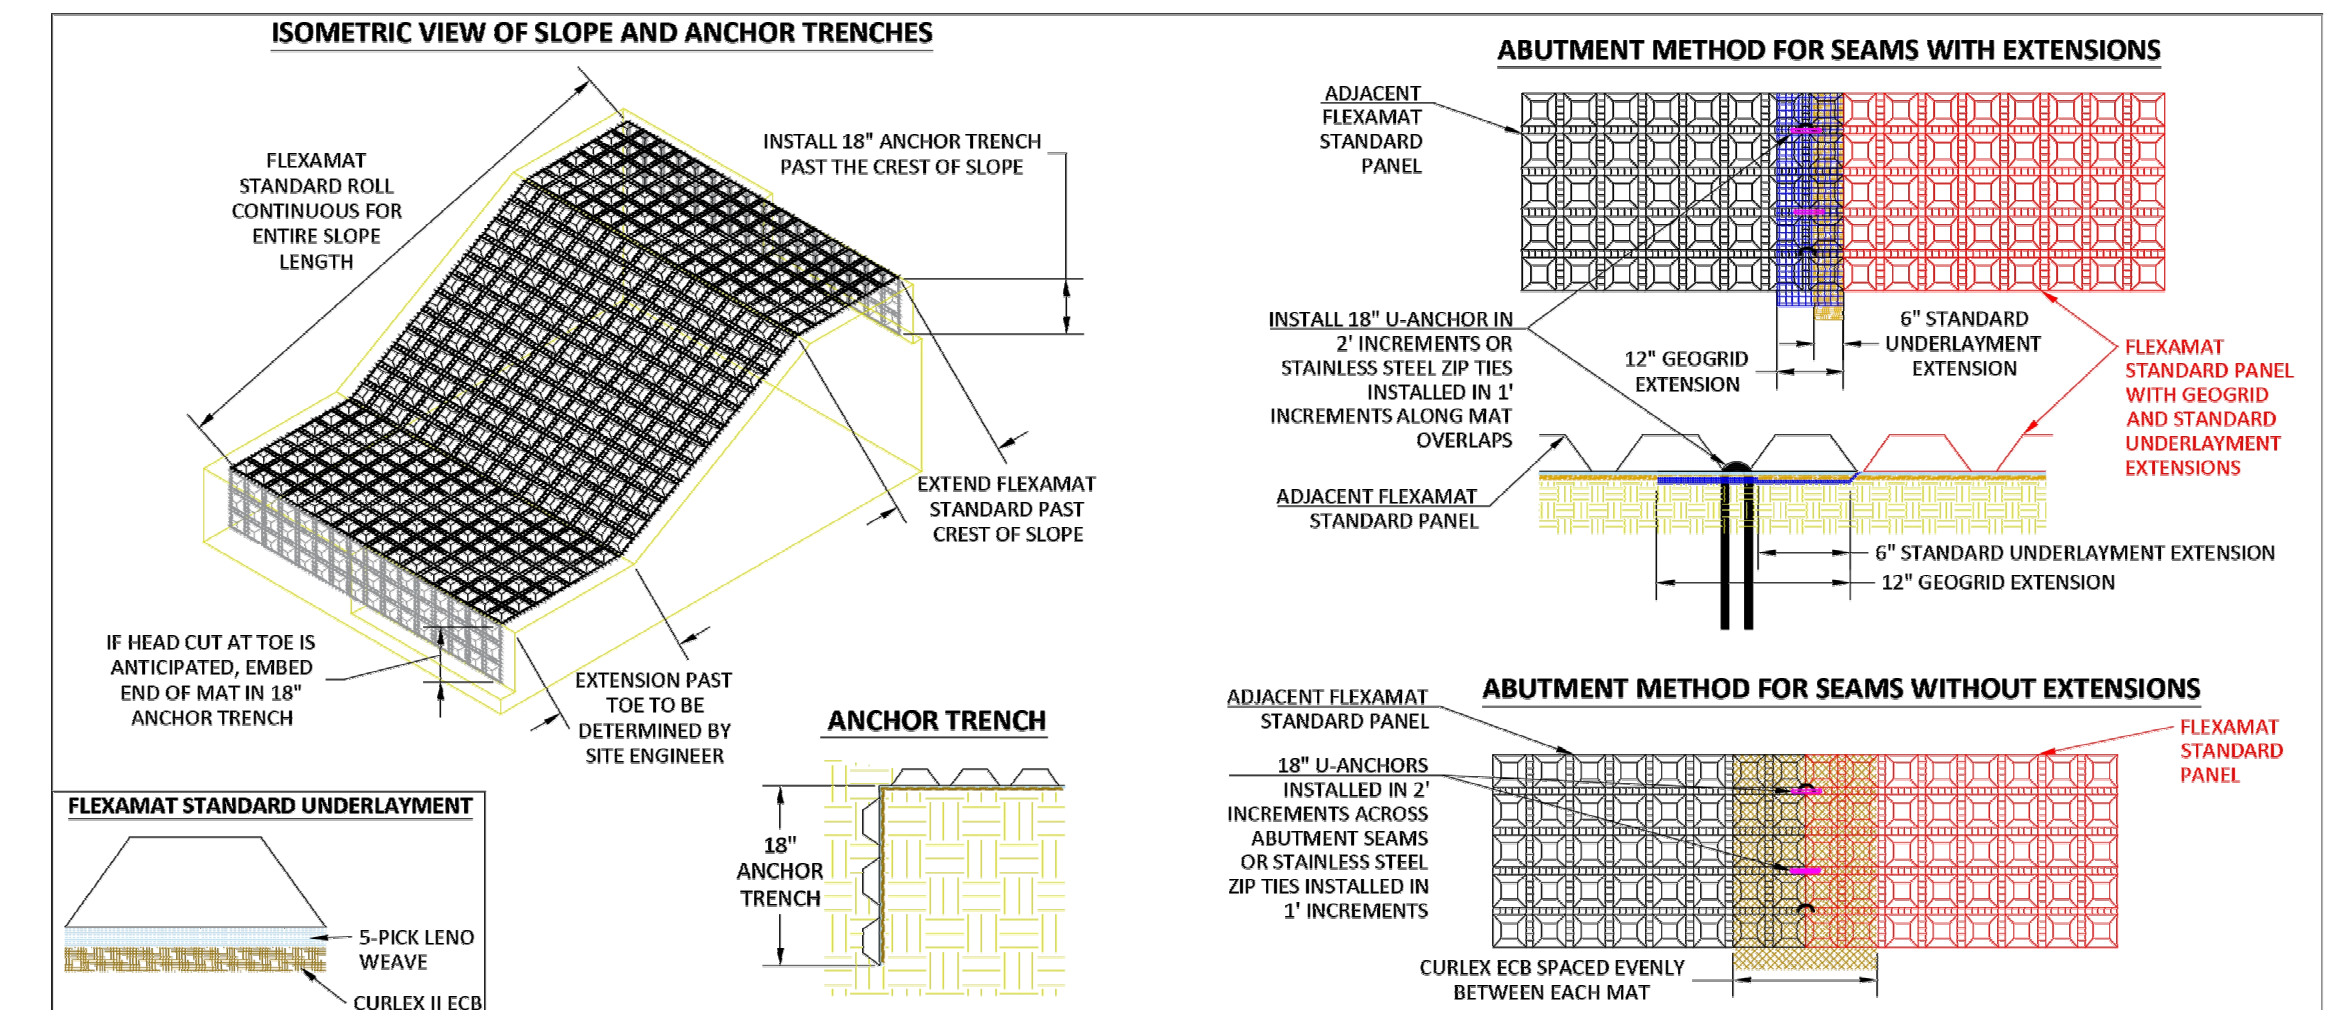 ISOMETRIC VIEW OF SLOPE AND ANCHOR TRENCHES
FLEXAMAT
STANDARD ROLL
CONTINUOUS FOR
ENTIRE SLOPE
LENGTH
INSTALL 18" ANCHOR TRENCH
PAST THE CREST OF SLOPE
EXTEND FLEXAMAT
STANDARD PAST
CREST OF SLOPE
IF HEAD CUT AT TOE IS
ANTICIPATED, EMBED
END OF MAT IN 18"
ANCHOR TRENCH
EXTENSION PAST
TOE TO BE
DETERMINED BY
SITE ENGINEER
FLEXAMAT STANDARD UNDERLAYMENT
5-PICK LENO
WEAVE
CURLEX II ECB
ANCHOR TRENCH
18"
ANCHOR
TRENCH
ABUTMENT METHOD FOR SEAMS WITH EXTENSIONS
ADJACENT
FLEXAMAT
STANDARD
PANEL
INSTALL 18" U-ANCHOR IN
2' INCREMENTS OR
STAINLESS STEEL ZIP TIES
INSTALLED IN 1'
INCREMENTS ALONG MAT
OVERLAPS
12" GEOGRID
EXTENSION
6" STANDARD
UNDERLAYMENT
EXTENSION
FLEXAMAT
STANDARD PANEL
WITH GEOGRID
AND STANDARD
UNDERLAYMENT
EXTENSIONS
ADJACENT FLEXAMAT
STANDARD PANEL
6" STANDARD UNDERLAYMENT EXTENSION
12" GEOGRID EXTENSION
ABUTMENT METHOD FOR SEAMS WITHOUT EXTENSIONS
ADJACENT FLEXAMAT
STANDARD PANEL
FLEXAMAT
STANDARD
PANEL
18" U-ANCHORS
INSTALLED IN 2'
INCREMENTS ACROSS
ABUTMENT SEAMS
OR STAINLESS STEEL
ZIP TIES INSTALLED IN
1' INCREMENTS
CURLEX ECB SPACED EVENLY
BETWEEN EACH MAT